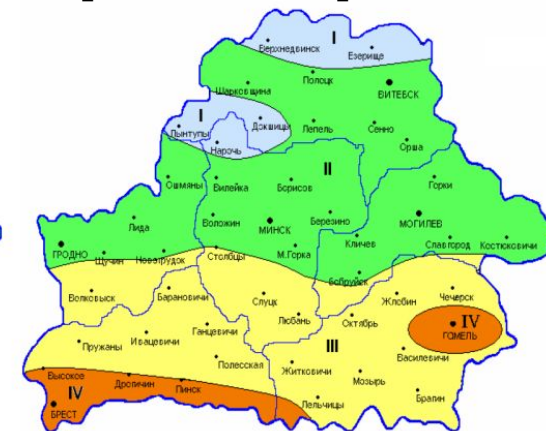 I
Верхнедвинск
Езерище
Полоцк
Шарковщина
ВИТЕБСК
I
Докшицы
Лынтупы
Лепель
Сенно
Нарочь
Орша
II
Ошмяны
Вилейка
Борисов
Горки
Лида
Воложин
МИНСК
Березино
МОГИЛЕВ
ГРОДНО
Щучин
Новогрудок
Столбцы
М.Горка
Кличев
Славгород
Костюковичи
Бобруйск
Волковыск
Барановичи
Слуцк
Жлобин
Чечерск
Любань
Октябрь
IV
ГОМЕЛЬ
Пружаны
Ивацевичи
Ганцевичи
III
Василевичи
Полесская
Житковичи
Мозырь
Высокое
Дрогичин
Пинск
Лельчицы
Брагин
IV
БРЕСТ